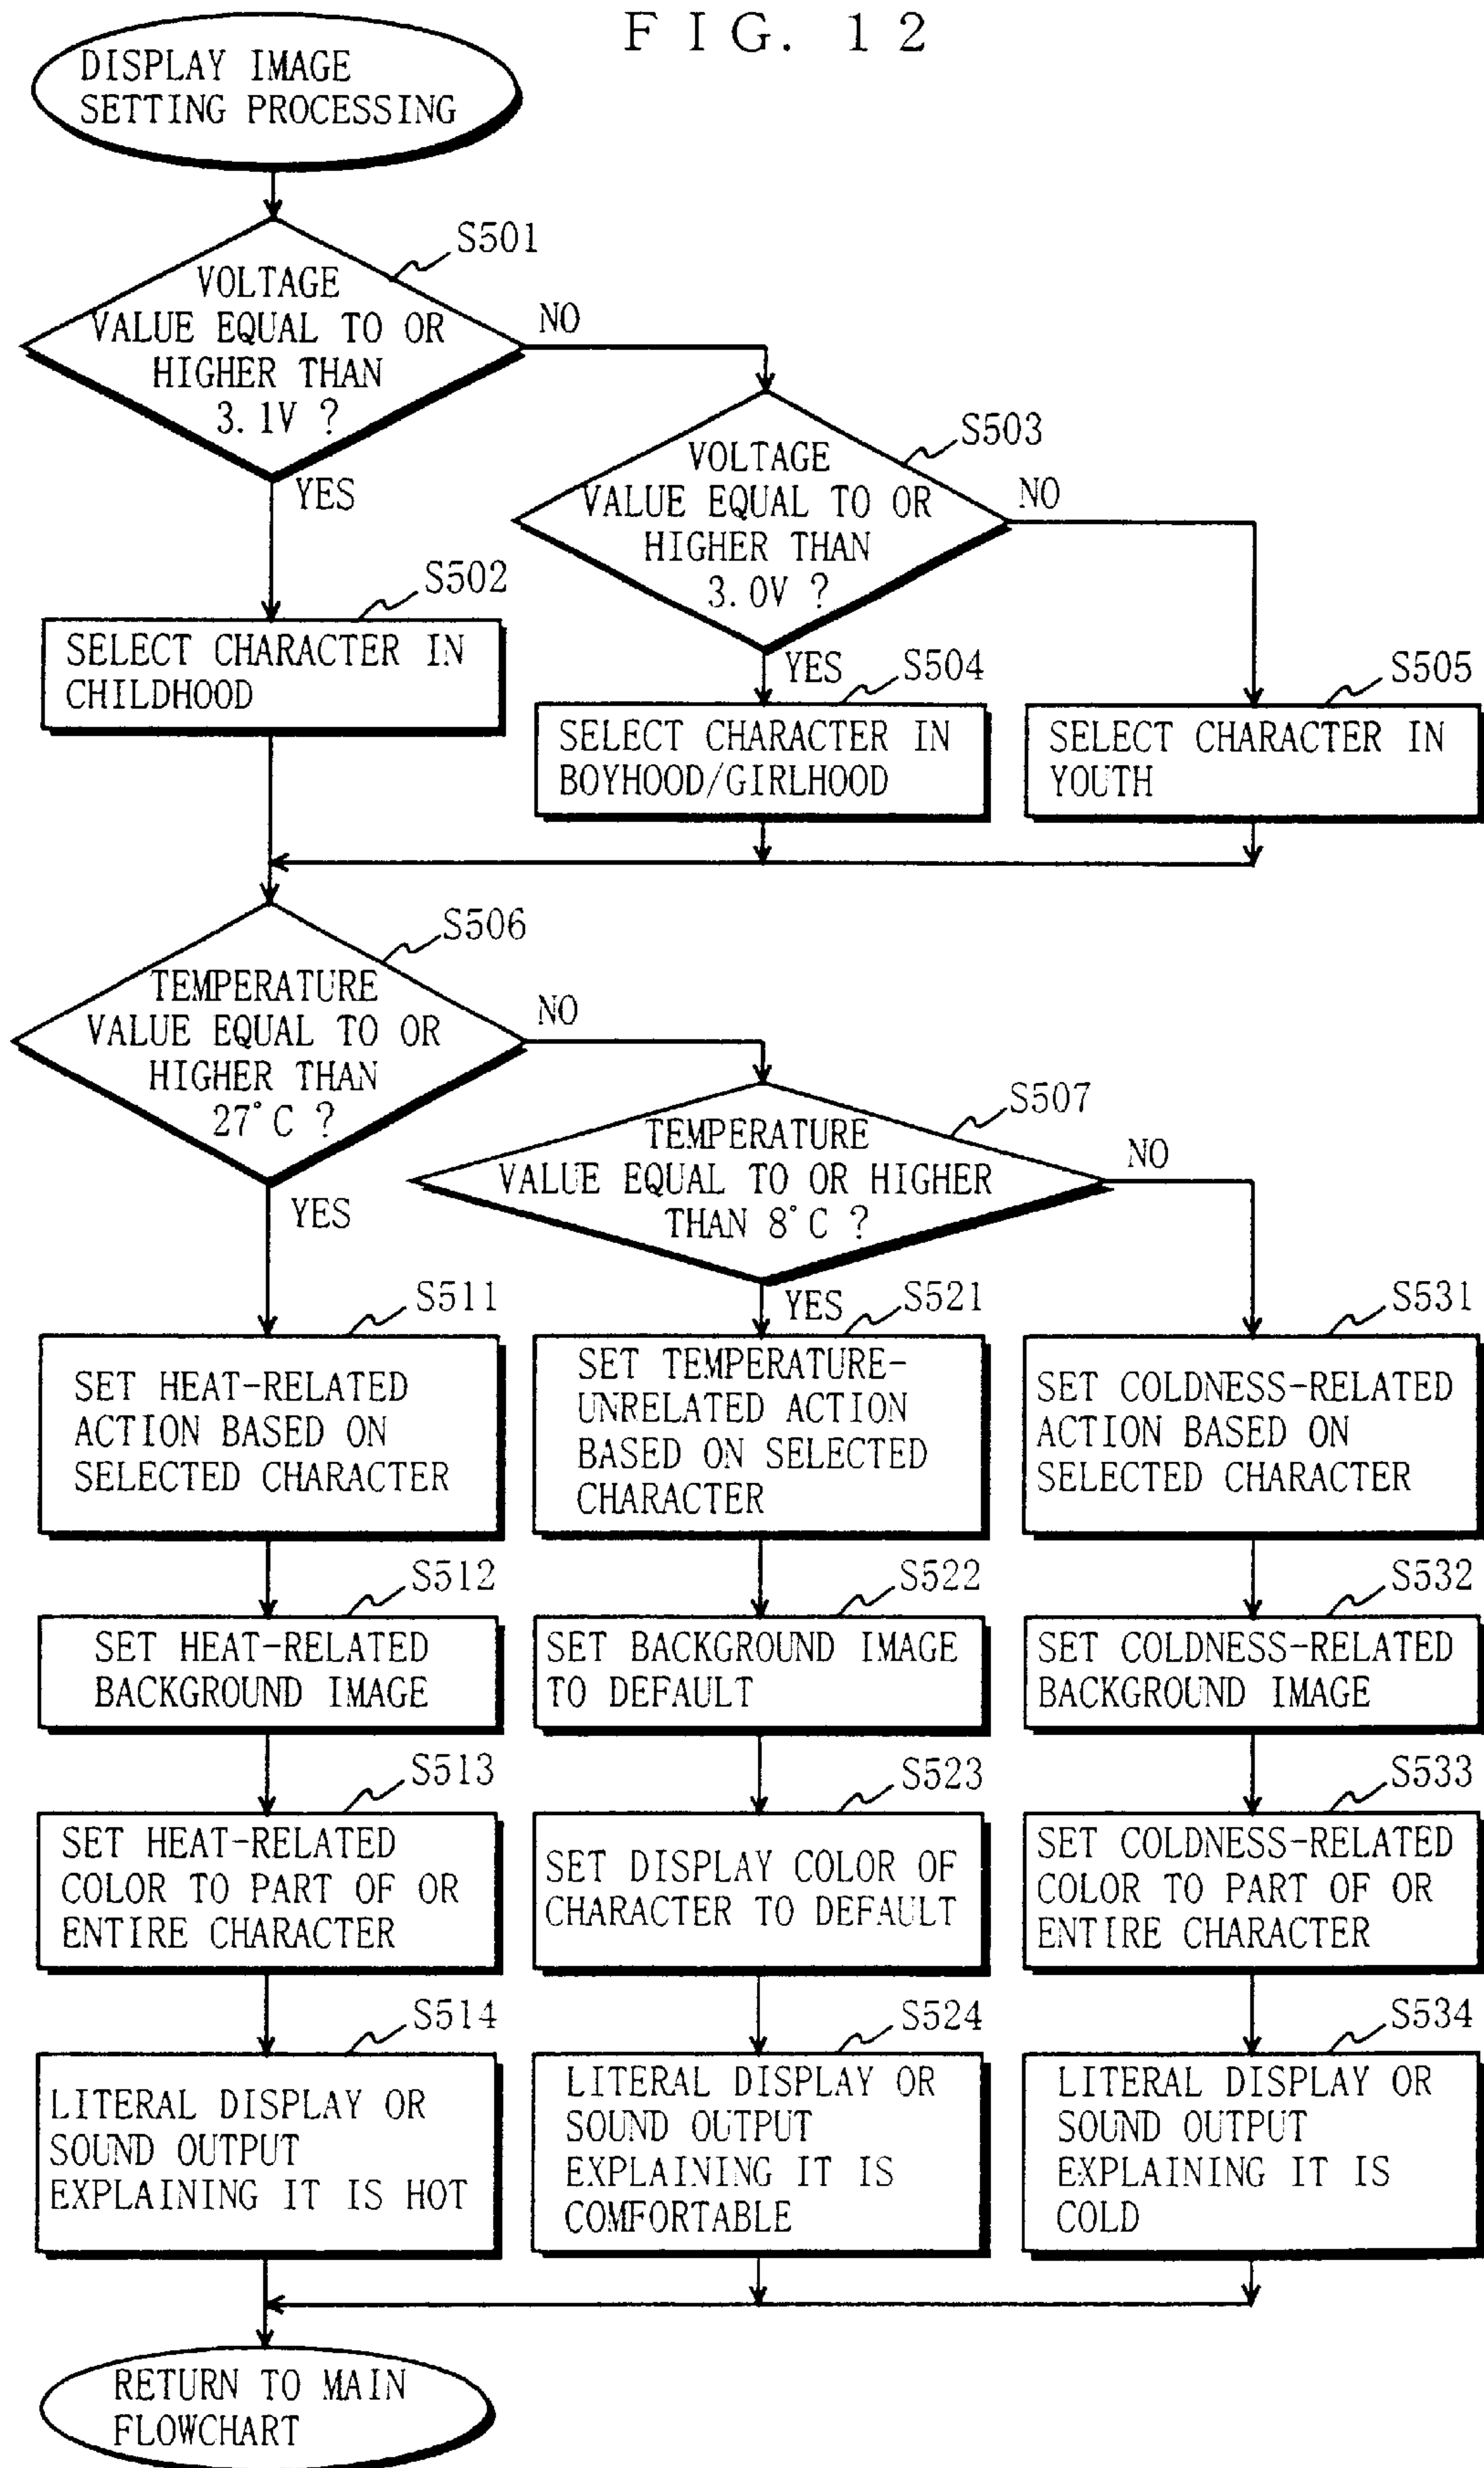 FIG. 12
DISPLAY IMAGE
SETTING PROCESSING
S501
VOLTAGE
VALUE EQUAL TO OR
HIGHER THAN
3.1V ?
NO
YES
S503
VOLTAGE
VALUE EQUAL TO OR
HIGHER THAN
3.0V ?
NO
YES
S502
SELECT CHARACTER IN
CHILDHOOD
S504
SELECT CHARACTER IN
BOYHOOD/GIRLHOOD
S505
SELECT CHARACTER IN
YOUTH
S506
TEMPERATURE
VALUE EQUAL TO OR
HIGHER THAN
27°C ?
NO
YES
S507
TEMPERATURE
VALUE EQUAL TO OR HIGHER
THAN 8°C ?
NO
YES
S511
SET HEAT-RELATED
ACTION BASED ON
SELECTED CHARACTER
S521
SET TEMPERATURE-
UNRELATED ACTION
BASED ON SELECTED
CHARACTER
S531
SET COLDNESS-RELATED
ACTION BASED ON
SELECTED CHARACTER
S512
SET HEAT-RELATED
BACKGROUND IMAGE
S522
SET BACKGROUND IMAGE
TO DEFAULT
S532
SET COLDNESS-RELATED
BACKGROUND IMAGE
S513
SET HEAT-RELATED
COLOR TO PART OF OR
ENTIRE CHARACTER
S523
SET DISPLAY COLOR OF
CHARACTER TO DEFAULT
S533
SET COLDNESS-RELATED
COLOR TO PART OF OR
ENTIRE CHARACTER
S514
LITERAL DISPLAY OR
SOUND OUTPUT
EXPLAINING IT IS HOT
S524
LITERAL DISPLAY OR
SOUND OUTPUT
EXPLAINING IT IS
COMFORTABLE
S534
LITERAL DISPLAY OR
SOUND OUTPUT
EXPLAINING IT IS
COLD
RETURN TO MAIN
FLOWCHART